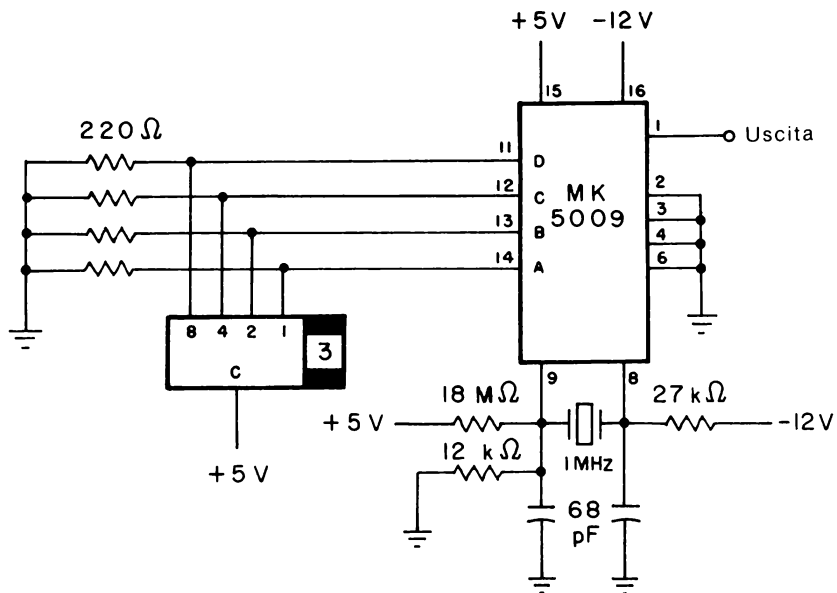 +5V -12V
15 16
220Ω
11 D
1 Uscita
12 C
MK
5009
2
3
13 B
4
14 A
6
8 4 2 1
3
C
+5V
9 8
18 MΩ
27 kΩ
+5V
-12V
12 kΩ
1MHz
68
pF